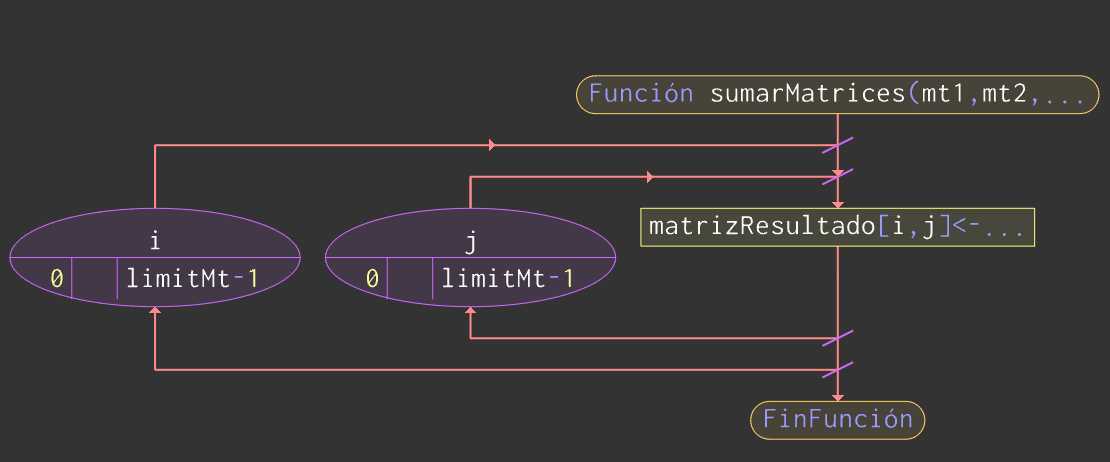 Función sumarMatrices(mt1,mt2,...
matrizResultado[i,j]<-...
i
0 limitMt-1
j
0 limitMt-1
FinFunción